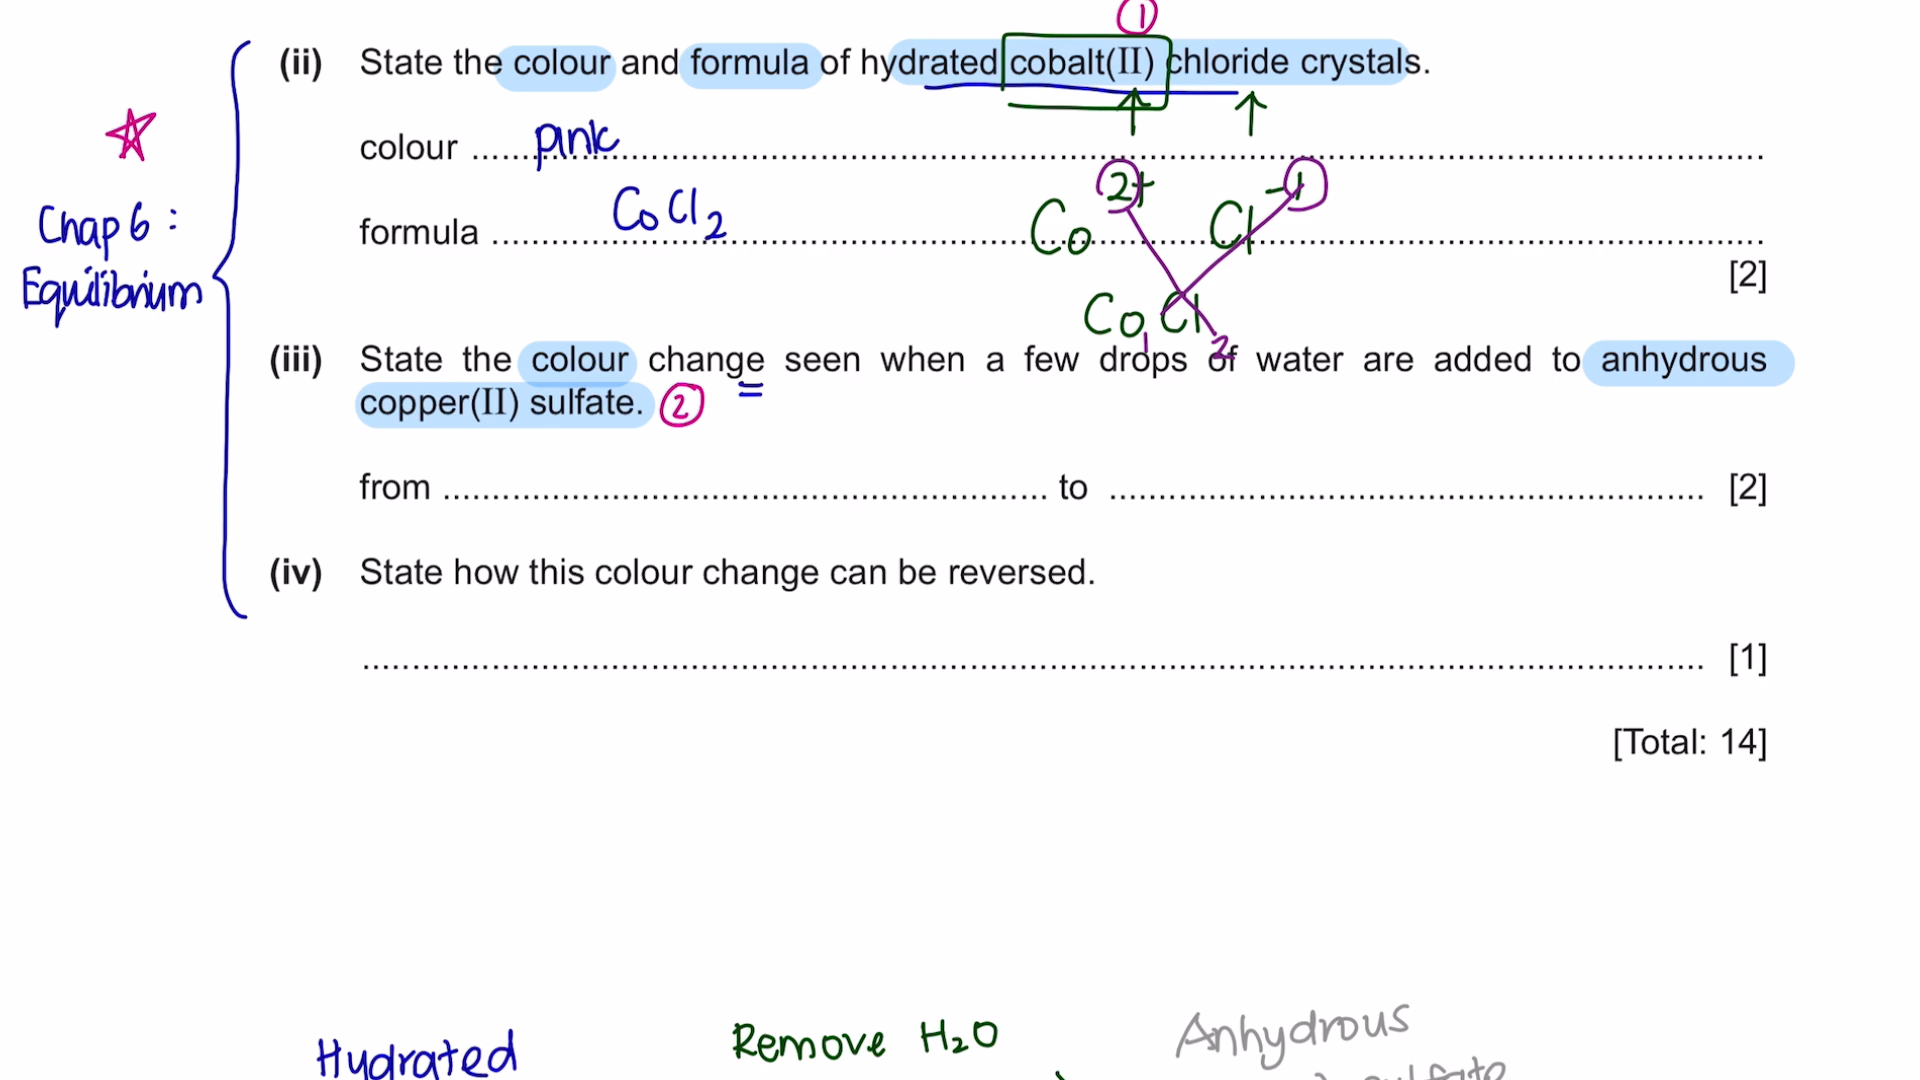 ①
(ii) State the colour and formula of hydrated cobalt(II) chloride crystals.
colour ........ pink ........
formula ........ CoCl₂ ........
Co 2+ Cl -1
[2]
Co₁Cl₂
Chap 6 :
Equilibrium
(iii) State the colour change seen when a few drops of water are added to anhydrous
copper(II) sulfate. ②
from ........ to ........ [2]
(iv) State how this colour change can be reversed.
........ [1]
[Total: 14]
Hydrated Remove H₂O Anhydrous
sulfate